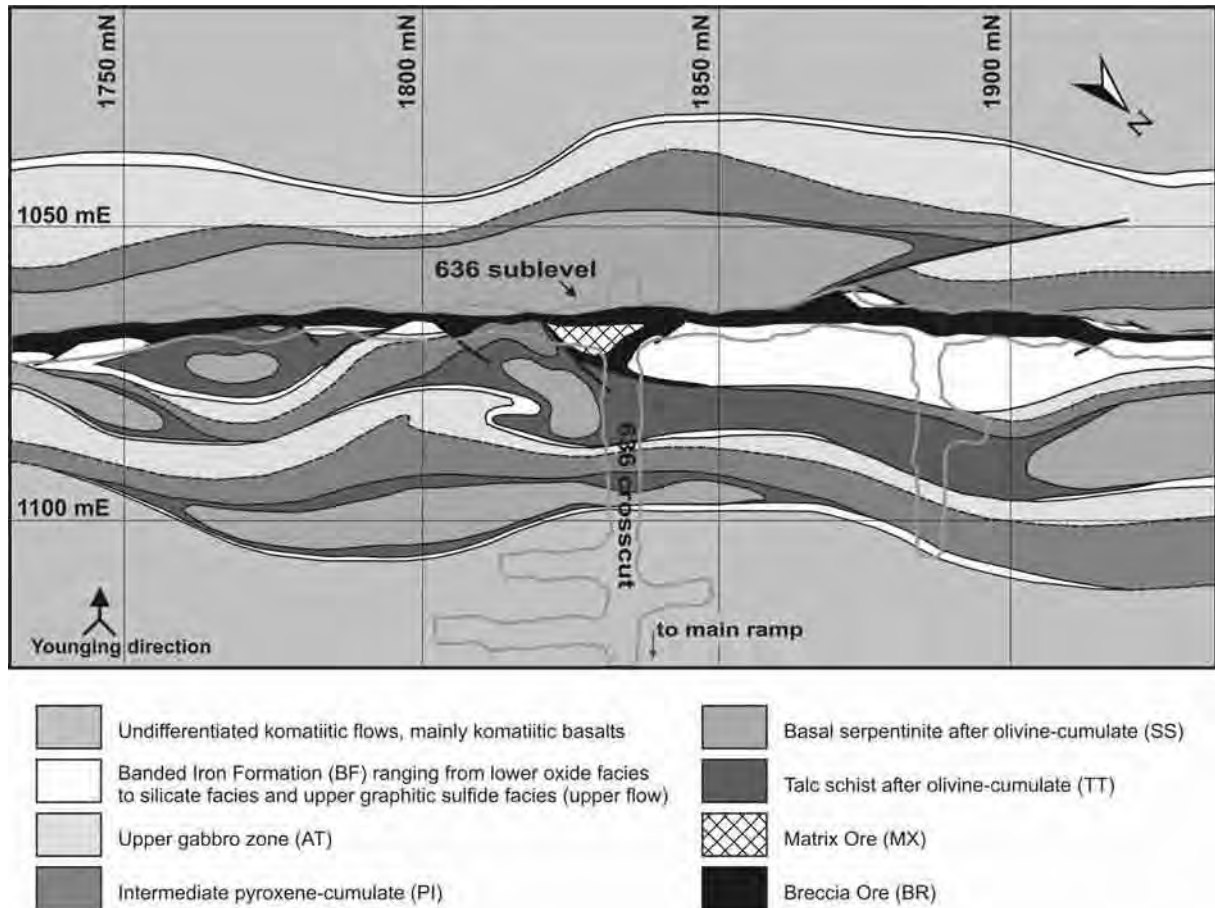 1750 mN
1800 mN
1850 mN
1900 mN
N
1050 mE
636 sublevel
636 crosscut
1100 mE
Younging direction
to main ramp
Undifferentiated komatiitic flows, mainly komatiitic basalts
Banded Iron Formation (BF) ranging from lower oxide facies
to silicate facies and upper graphitic sulfide facies (upper flow)
Upper gabbro zone (AT)
Intermediate pyroxene-cumulate (PI)
Basal serpentinite after olivine-cumulate (SS)
Talc schist after olivine-cumulate (TT)
Matrix Ore (MX)
Breccia Ore (BR)